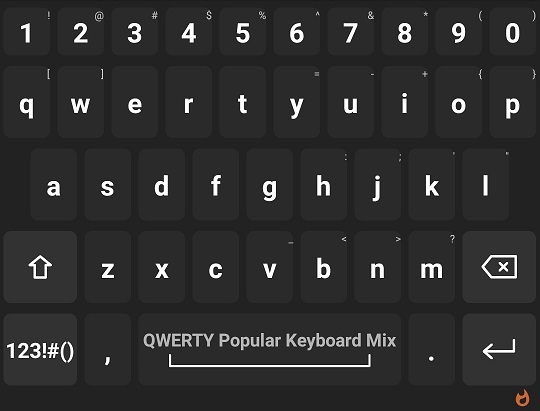 ! @ # $ % ^ & * ( )
1 2 3 4 5 6 7 8 9 0
[ ] = - + { }
q w e r t y u i o p
: ; ' "
a s d f g h j k l
_ < > ?
z x c v b n m
123!#() , QWERTY Popular Keyboard Mix .